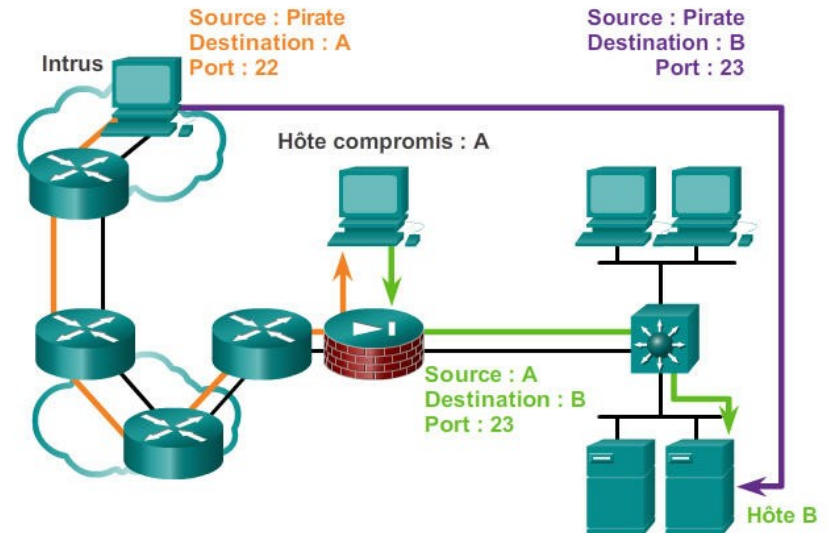 Source : Pirate
Destination : A
Port : 22
Source : Pirate
Destination : B
Port : 23
Intrus
Hôte compromis : A
Source : A
Destination : B
Port : 23
Hôte B